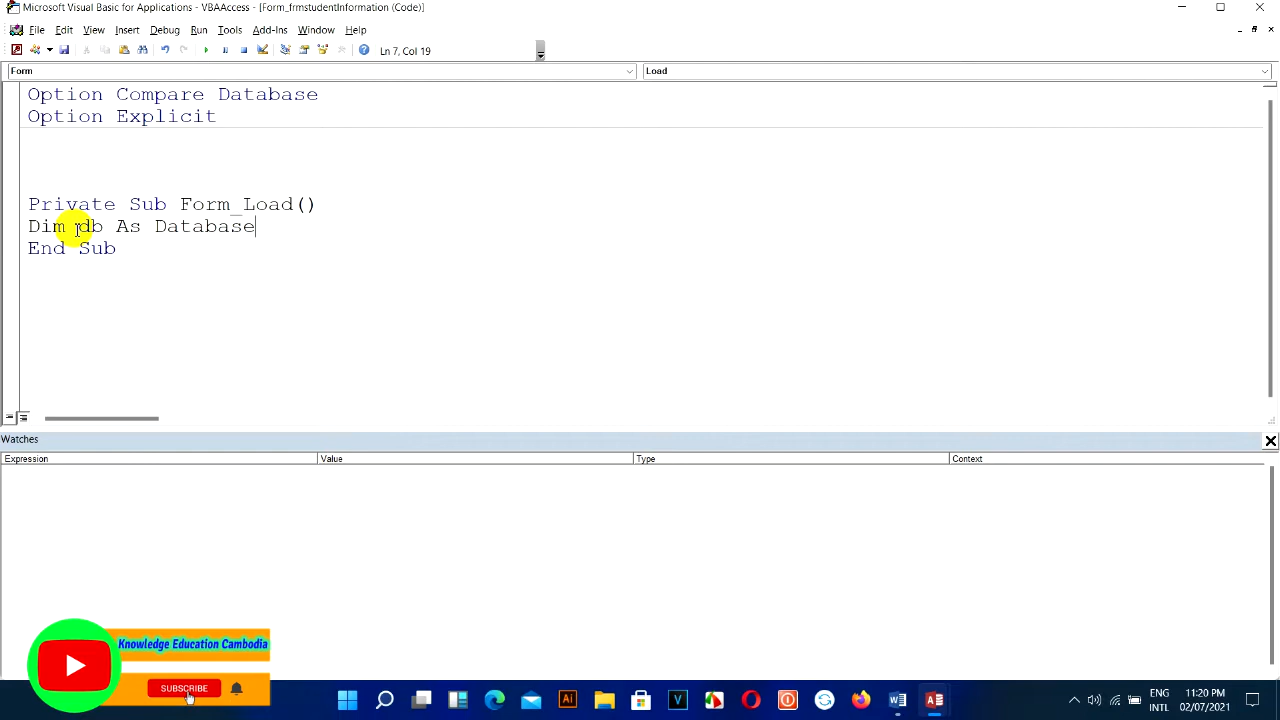 Microsoft Visual Basic for Applications - VBAAccess - [Form_frmstudentInformation (Code)]
File Edit View Insert Debug Run Tools Add-Ins Window Help
Ln 7, Col 19
Form Load
Option Compare Database
Option Explicit
Private Sub Form_Load()
Dim db As Database
End Sub
Watches
Expression Value Type Context
Knowledge Education Cambodia
SUBSCRIBE
Ai V
ENG 11:20 PM
INTL 02/07/2021